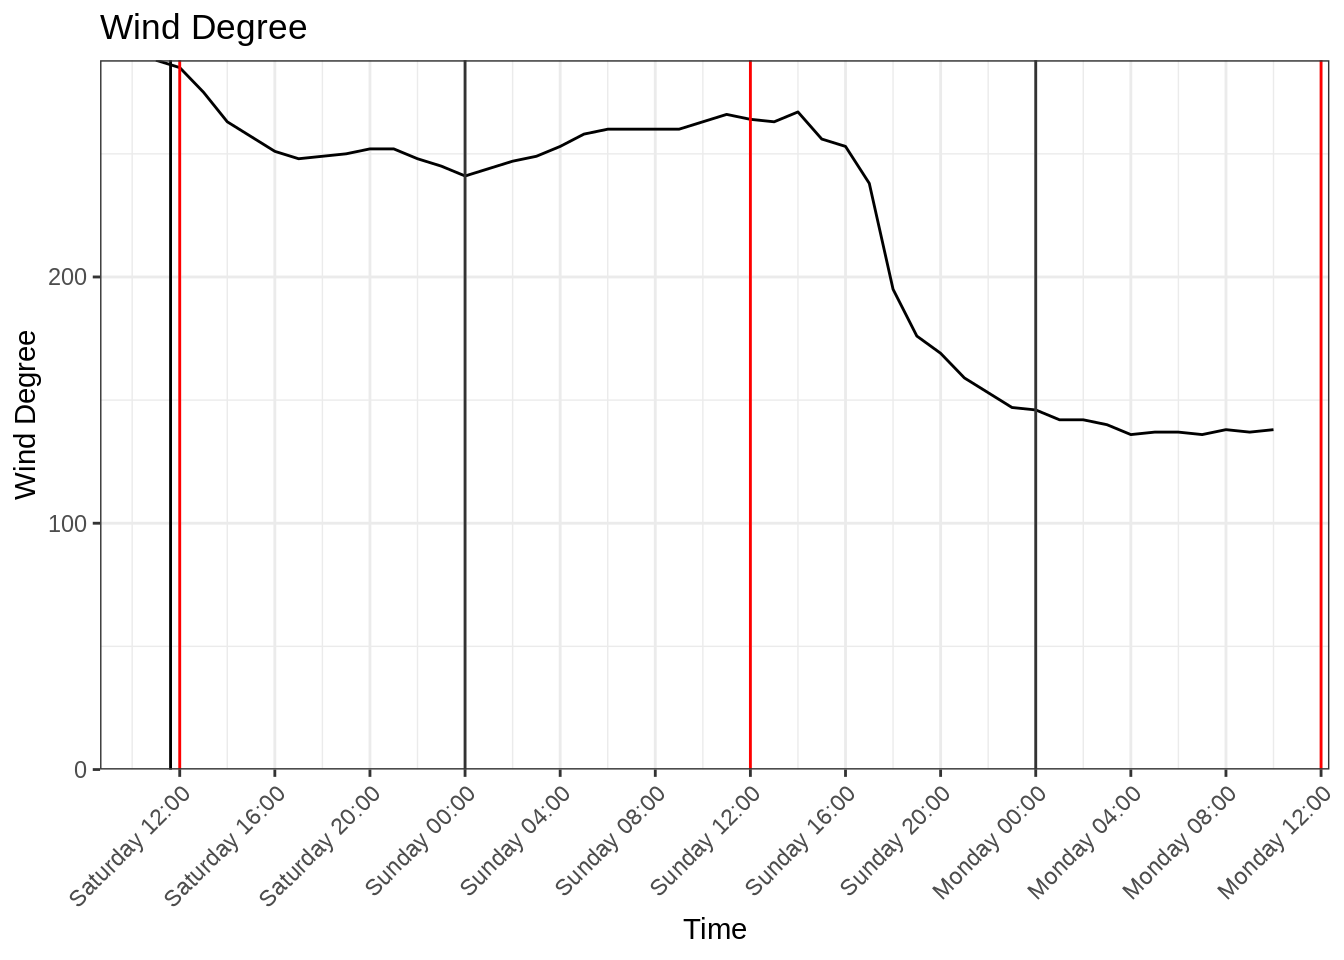 Wind Degree
Wind Degree
200
100
0
Saturday 12:00
Saturday 16:00
Saturday 20:00
Sunday 00:00
Sunday 04:00
Sunday 08:00
Sunday 12:00
Sunday 16:00
Sunday 20:00
Monday 00:00
Monday 04:00
Monday 08:00
Monday 12:00
Time